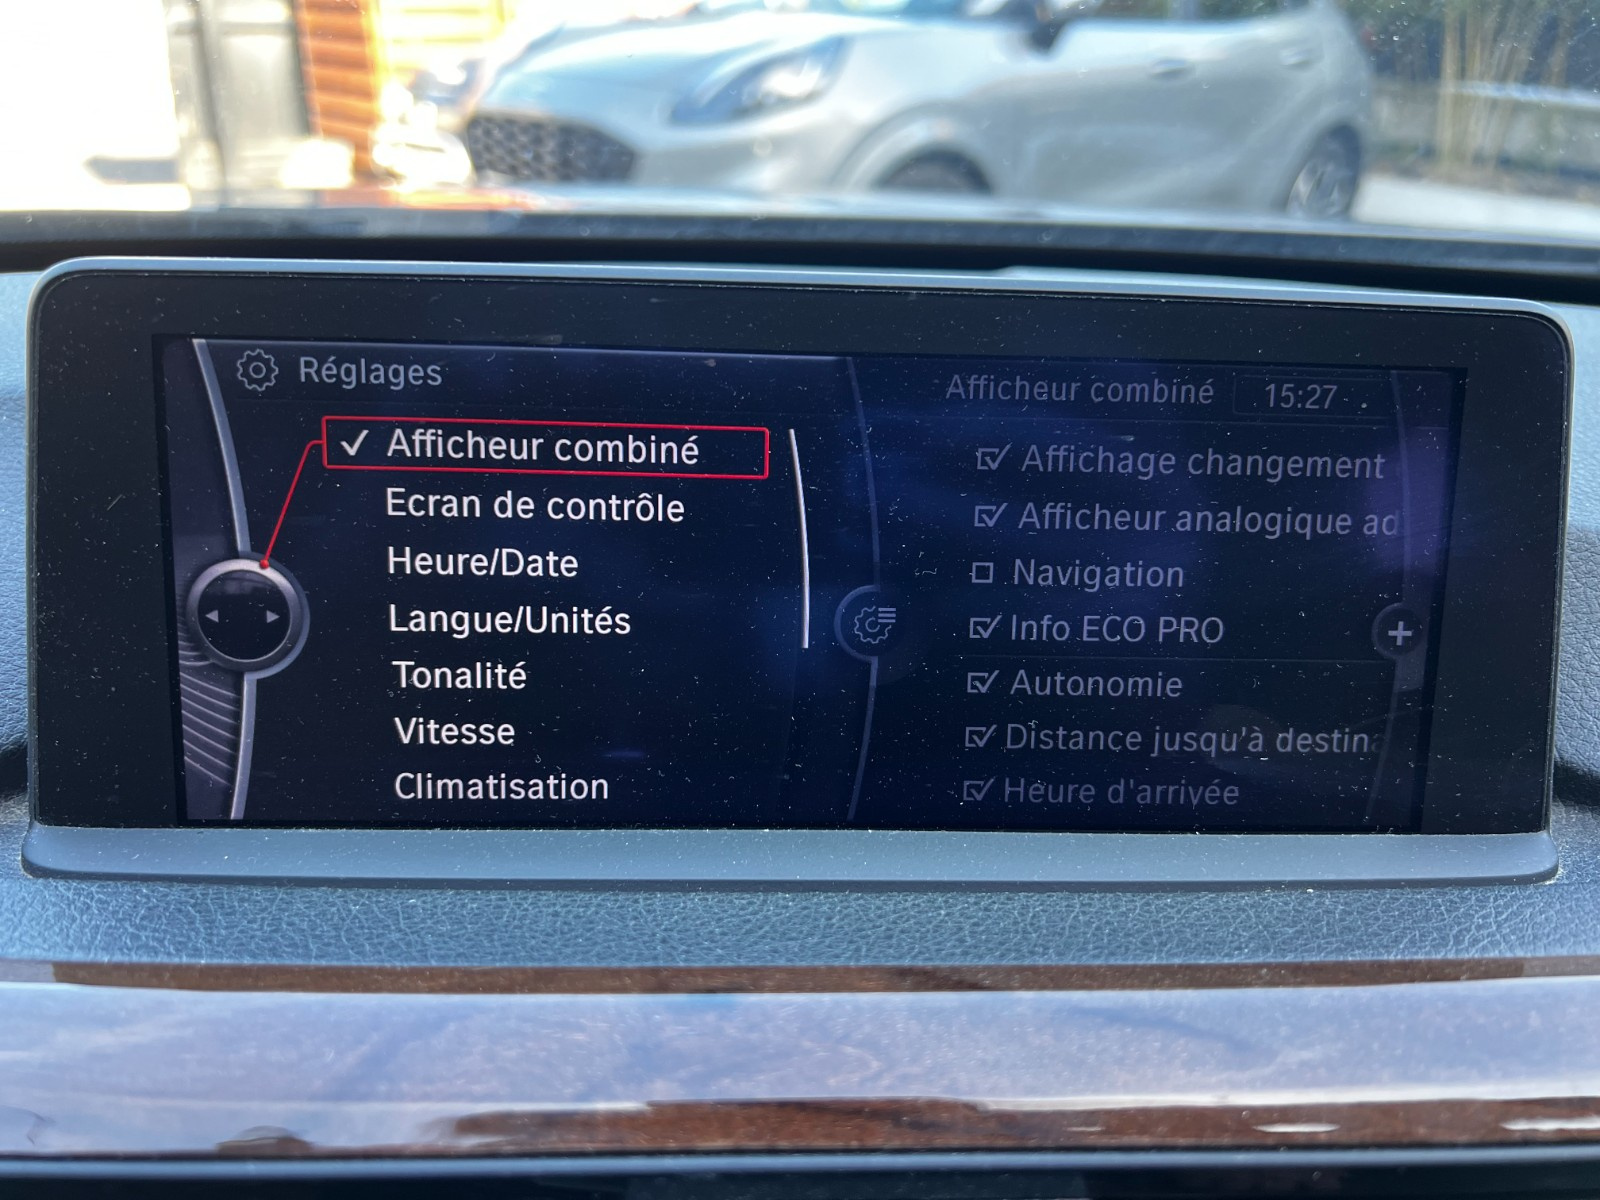 Réglages
Afficheur combiné
Ecran de contrôle
Heure/Date
Langue/Unités
Tonalité
Vitesse
Climatisation
Afficheur combiné 15:27
Affichage changement
Afficheur analogique ad
Navigation
Info ECO PRO
Autonomie
Distance jusqu'à destina
Heure d'arrivée